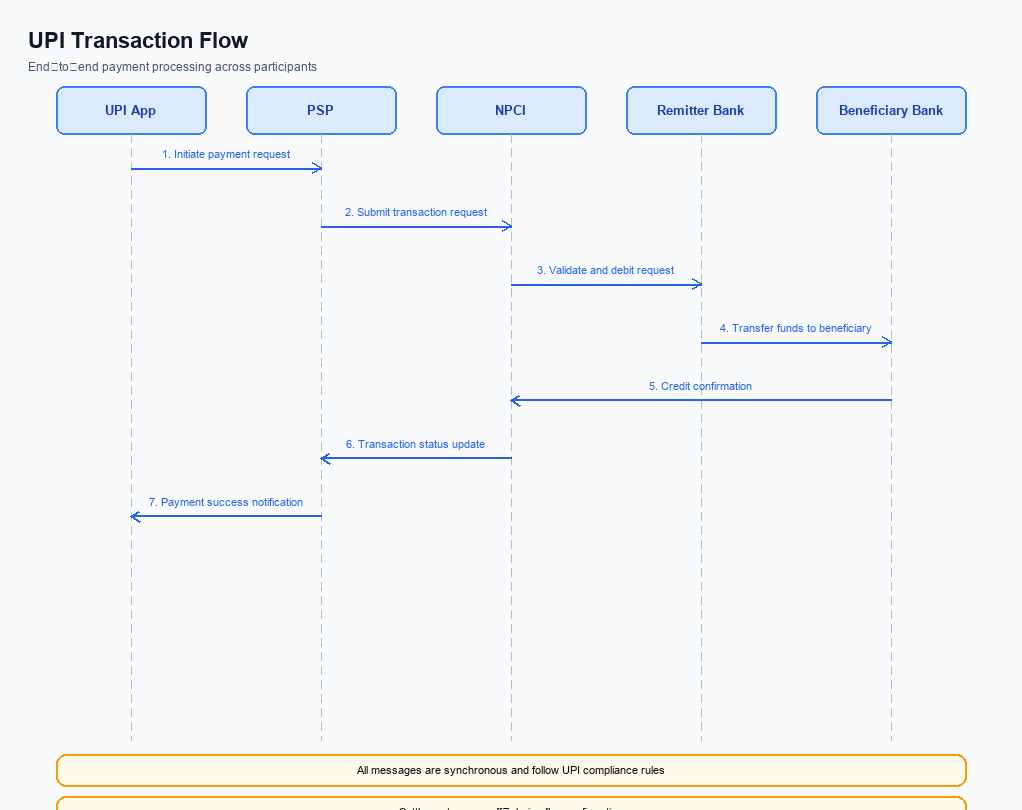 UPI Transaction Flow
End□to□end payment processing across participants
UPI App
PSP
NPCI
Remitter Bank
Beneficiary Bank
1. Initiate payment request
2. Submit transaction request
3. Validate and debit request
4. Transfer funds to beneficiary
5. Credit confirmation
6. Transaction status update
7. Payment success notification
All messages are synchronous and follow UPI compliance rules